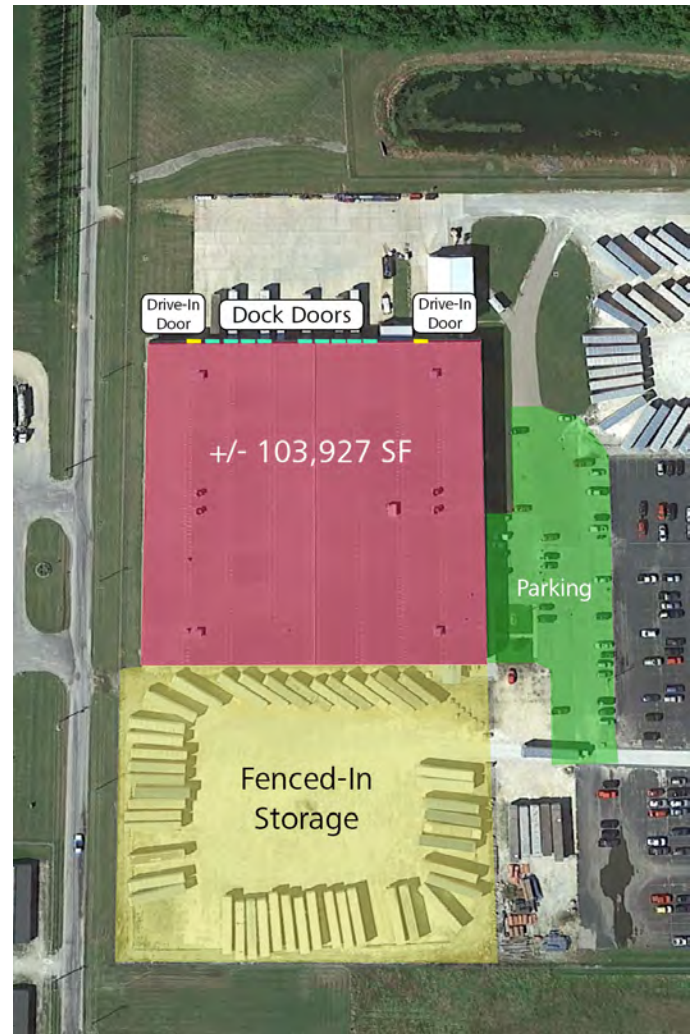 Drive-In
Door
Dock Doors
Drive-In
Door
+/- 103,927 SF
Parking
Fenced-In
Storage